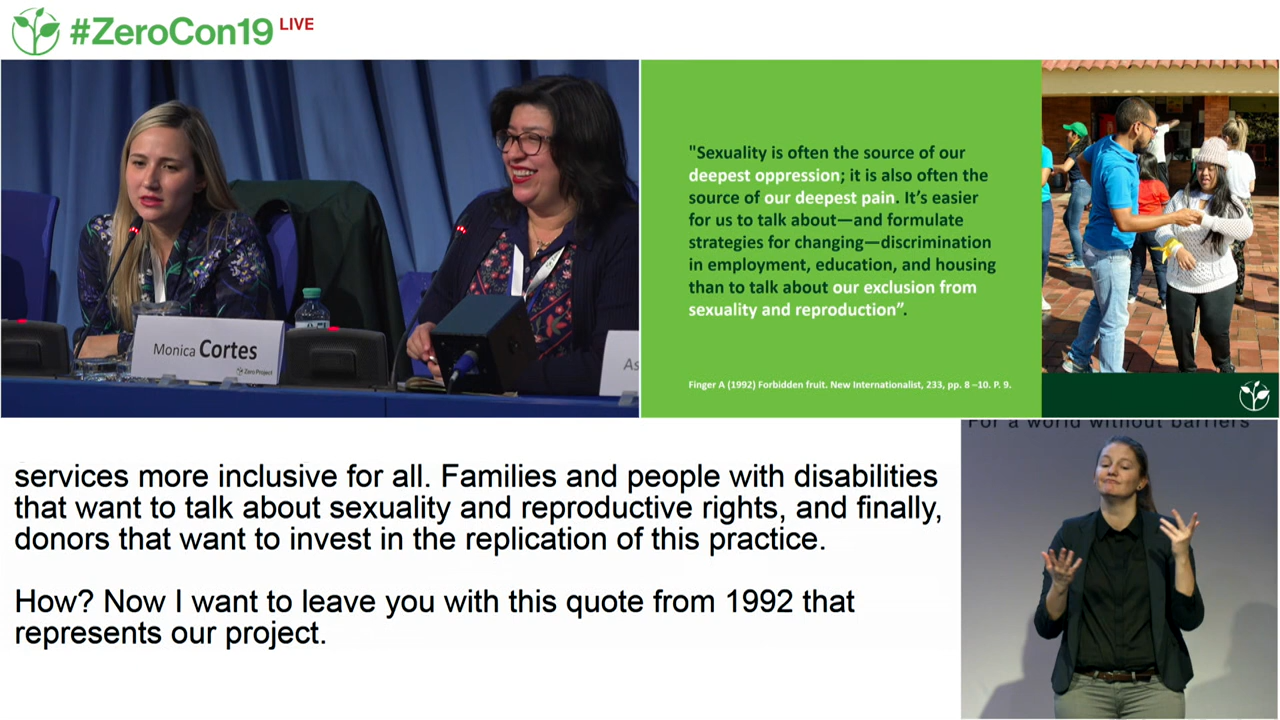 #ZeroCon19 LIVE
Monica Cortes
Zero Project
As
"Sexuality is often the source of our
deepest oppression; it is also often the
source of our deepest pain. It's easier
for us to talk about—and formulate
strategies for changing—discrimination
in employment, education, and housing
than to talk about our exclusion from
sexuality and reproduction”.
Finger A (1992) Forbidden fruit. New Internationalist, 233, pp. 8 –10. P. 9.
services more inclusive for all. Families and people with disabilities
that want to talk about sexuality and reproductive rights, and finally,
donors that want to invest in the replication of this practice.
How? Now I want to leave you with this quote from 1992 that
represents our project.
For a world without barriers